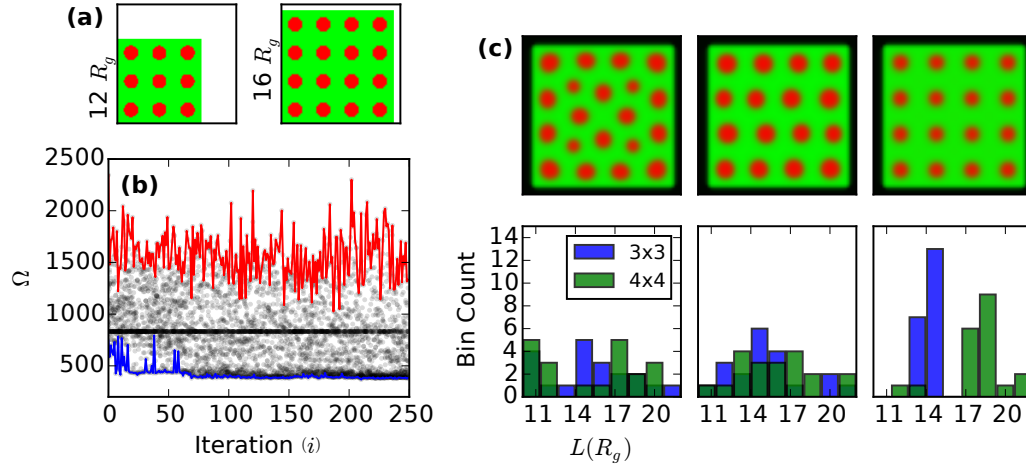 (a)
12 R_g
16 R_g
(b)
2500
2000
1500
1000
500
Ω
0 50 100 150 200 250
Iteration (i)
(c)
14
12
10
8
6
4
2
0
Bin Count
3x3
4x4
11 14 17 20
11 14 17 20
11 14 17 20
L(R_g)